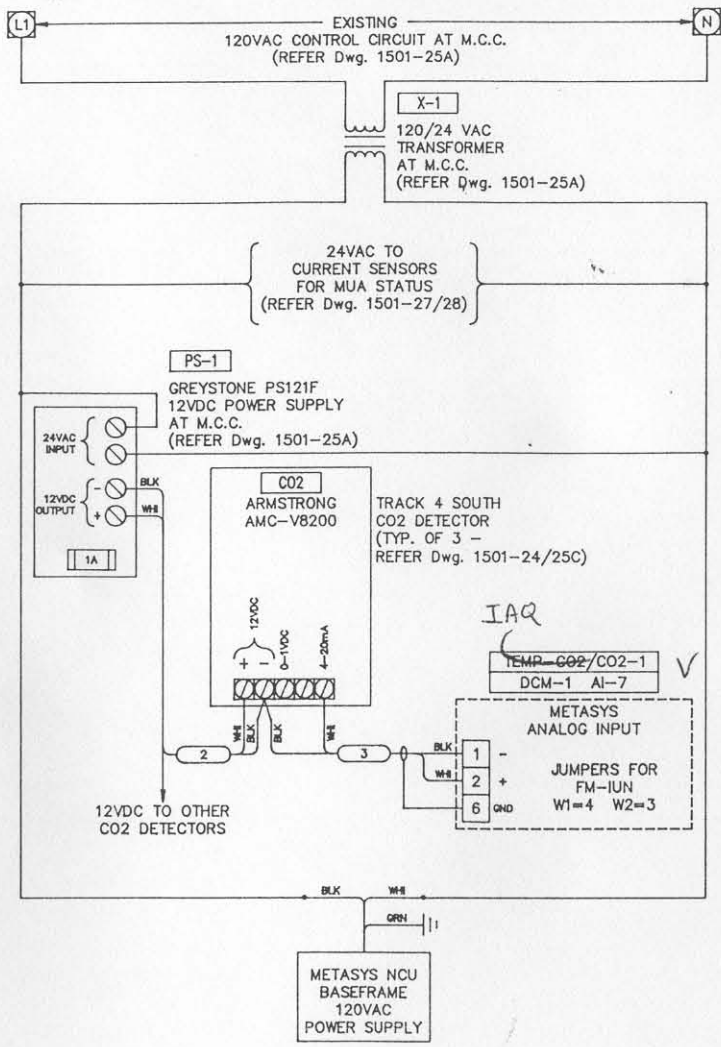 L1
EXISTING
120VAC CONTROL CIRCUIT AT M.C.C.
(REFER Dwg. 1501-25A)
N
X-1
120/24 VAC
TRANSFORMER
AT M.C.C.
(REFER Dwg. 1501-25A)
24VAC TO
CURRENT SENSORS
FOR MUA STATUS
(REFER Dwg. 1501-27/28)
PS-1
GREYSTONE PS121F
12VDC POWER SUPPLY
AT M.C.C.
(REFER Dwg. 1501-25A)
24VAC
INPUT
12VDC
OUTPUT
-
+
BLK
WHI
1A
CO2
ARMSTRONG
AMC-V8200
TRACK 4 SOUTH
CO2 DETECTOR
(TYP. OF 3 -
REFER Dwg. 1501-24/25C)
12VDC
+ -
0-1VDC
4-20mA
IAQ
TEMP-CO2/CO2-1
V
DCM-1 AI-7
METASYS
ANALOG INPUT
WHI
BLK
BLK
WHI
2
3
BLK
WHI
1 -
2 +
6 GND
JUMPERS FOR
FM-IUN
W1=4 W2=3
12VDC TO OTHER
CO2 DETECTORS
BLK
WHI
GRN
METASYS NCU
BASEFRAME
120VAC
POWER SUPPLY